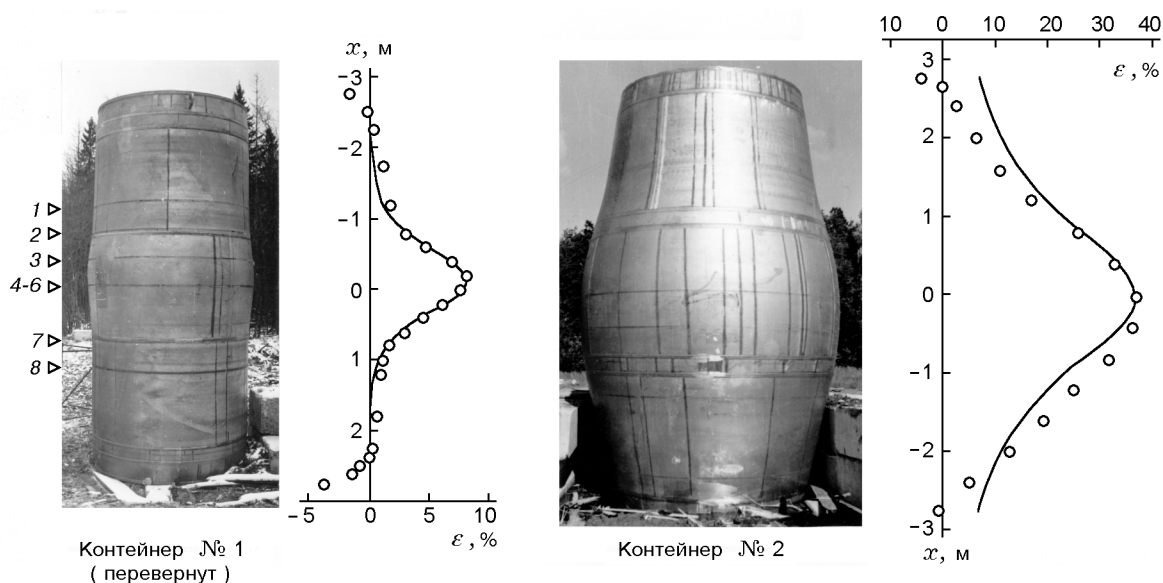 x, м
−3
−2
−1
0
1
2
−5 0 5 10
ε, %
1
2
3
4-6
7
8
Контейнер № 1
( перевернут )
10 0 10 20 30 40
ε, %
3
2
1
0
−1
−2
−3
x, м
Контейнер № 2